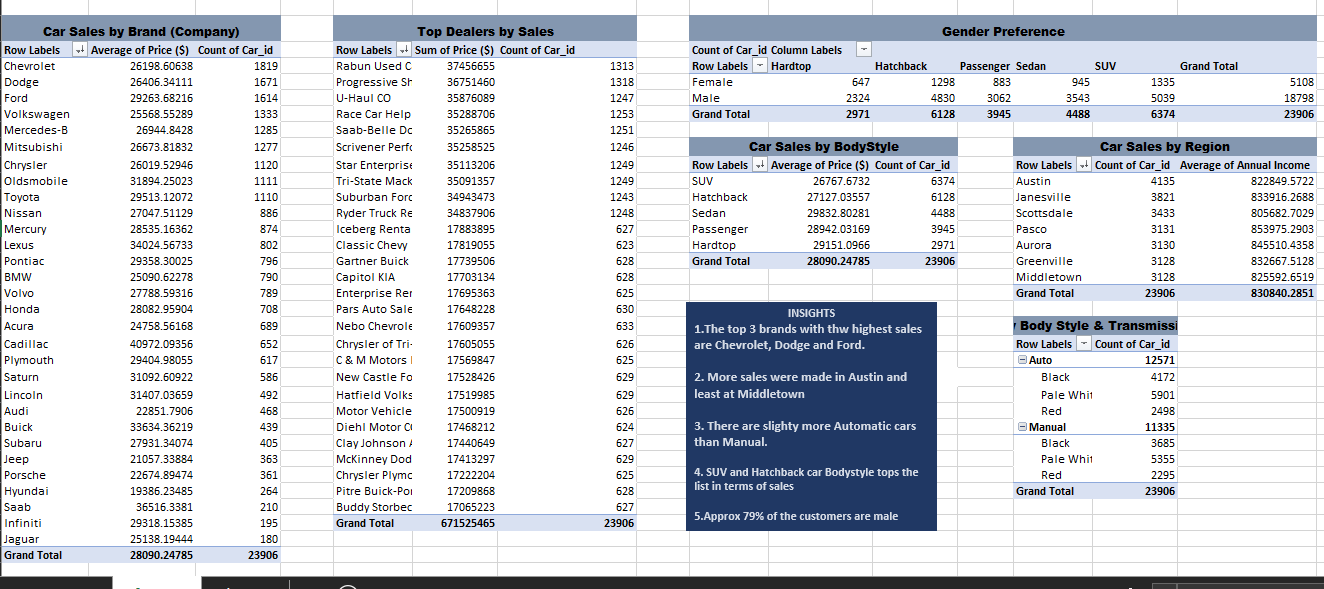 Car Sales by Brand (Company)
Row Labels Average of Price ($) Count of Car_id
Chevrolet 26198.60638 1819
Dodge 26406.34111 1671
Ford 29263.68216 1614
Volkswagen 25568.55289 1333
Mercedes-B 26944.8428 1285
Mitsubishi 26673.81832 1277
Chrysler 26019.52946 1120
Oldsmobile 31894.25023 1111
Toyota 29513.12072 1110
Nissan 27047.51129 886
Mercury 28535.16362 874
Lexus 34024.56733 802
Pontiac 29358.30025 796
BMW 25090.62278 790
Volvo 27788.59316 789
Honda 28082.95904 708
Acura 24758.56168 689
Cadillac 40972.09356 652
Plymouth 29404.98055 617
Saturn 31092.60922 586
Lincoln 31407.03659 492
Audi 22851.7906 468
Buick 33634.36219 439
Subaru 27931.34074 405
Jeep 21057.33884 363
Porsche 22674.89474 361
Hyundai 19386.23485 264
Saab 36516.3381 210
Infiniti 29318.15385 195
Jaguar 25138.19444 180
Grand Total 28090.24785 23906
Top Dealers by Sales
Row Labels Sum of Price ($) Count of Car_id
Rabun Used C 37456655 1313
Progressive Sh 36751460 1318
U-Haul CO 35876089 1247
Race Car Help 35288706 1253
Saab-Belle Do 35265865 1251
Scrivener Perfo 35258525 1246
Star Enterprise 35113206 1249
Tri-State Mack 35091357 1249
Suburban Ford 34943473 1243
Ryder Truck Re 34837906 1248
Iceberg Renta 17883895 627
Classic Chevy 17819055 623
Gartner Buick 17739506 628
Capitol KIA 17703134 628
Enterprise Ren 17695363 625
Pars Auto Sale 17648228 630
Nebo Chevrole 17609357 633
Chrysler of Tri- 17605055 626
C & M Motors 17569847 625
New Castle Fo 17528426 629
Hatfield Volks 17519985 629
Motor Vehicle 17500919 626
Diehl Motor C 17468212 624
Clay Johnson 17440649 627
McKinney Dod 17413297 629
Chrysler Plymo 17222204 625
Pitre Buick-Po 17209868 628
Buddy Storbec 17065223 627
Grand Total 671525465 23906
Gender Preference
Count of Car_id Column Labels
Row Labels Hardtop Hatchback Passenger Sedan SUV Grand Total
Female 647 1298 883 945 1335 5108
Male 2324 4830 3062 3543 5039 18798
Grand Total 2971 6128 3945 4488 6374 23906
Car Sales by BodyStyle
Row Labels Average of Price ($) Count of Car_id
SUV 26767.6732 6374
Hatchback 27127.03557 6128
Sedan 29832.80281 4488
Passenger 28942.03169 3945
Hardtop 29151.0966 2971
Grand Total 28090.24785 23906
Car Sales by Region
Row Labels Count of Car_id Average of Annual Income
Austin 4135 822849.5722
Janesville 3821 833916.2688
Scottsdale 3433 805682.7029
Pasco 3131 853975.2903
Aurora 3130 845510.4358
Greenville 3128 832667.5128
Middletown 3128 825592.6519
Grand Total 23906 830840.2851
INSIGHTS
1.The top 3 brands with thw highest sales
are Chevrolet, Dodge and Ford.
2. More sales were made in Austin and
least at Middletown
3. There are slighty more Automatic cars
than Manual.
4. SUV and Hatchback car Bodystyle tops the
list in terms of sales
5.Approx 79% of the customers are male
y Body Style & Transmissi
Row Labels Count of Car_id
Auto 12571
Black 4172
Pale Whit 5901
Red 2498
Manual 11335
Black 3685
Pale Whit 5355
Red 2295
Grand Total 23906